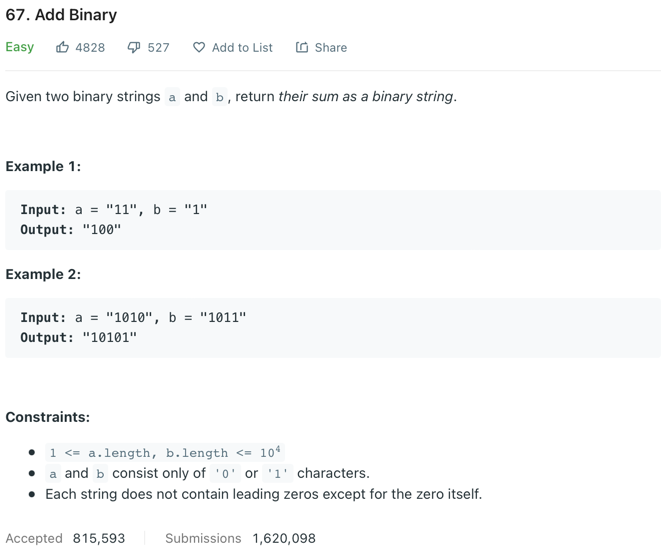 67. Add Binary
Easy 4828 527 Add to List Share
Given two binary strings a and b, return their sum as a binary string.
Example 1:
Input: a = "11", b = "1"
Output: "100"
Example 2:
Input: a = "1010", b = "1011"
Output: "10101"
Constraints:
• 1 <= a.length, b.length <= 10⁴
• a and b consist only of '0' or '1' characters.
• Each string does not contain leading zeros except for the zero itself.
Accepted 815,593 Submissions 1,620,098